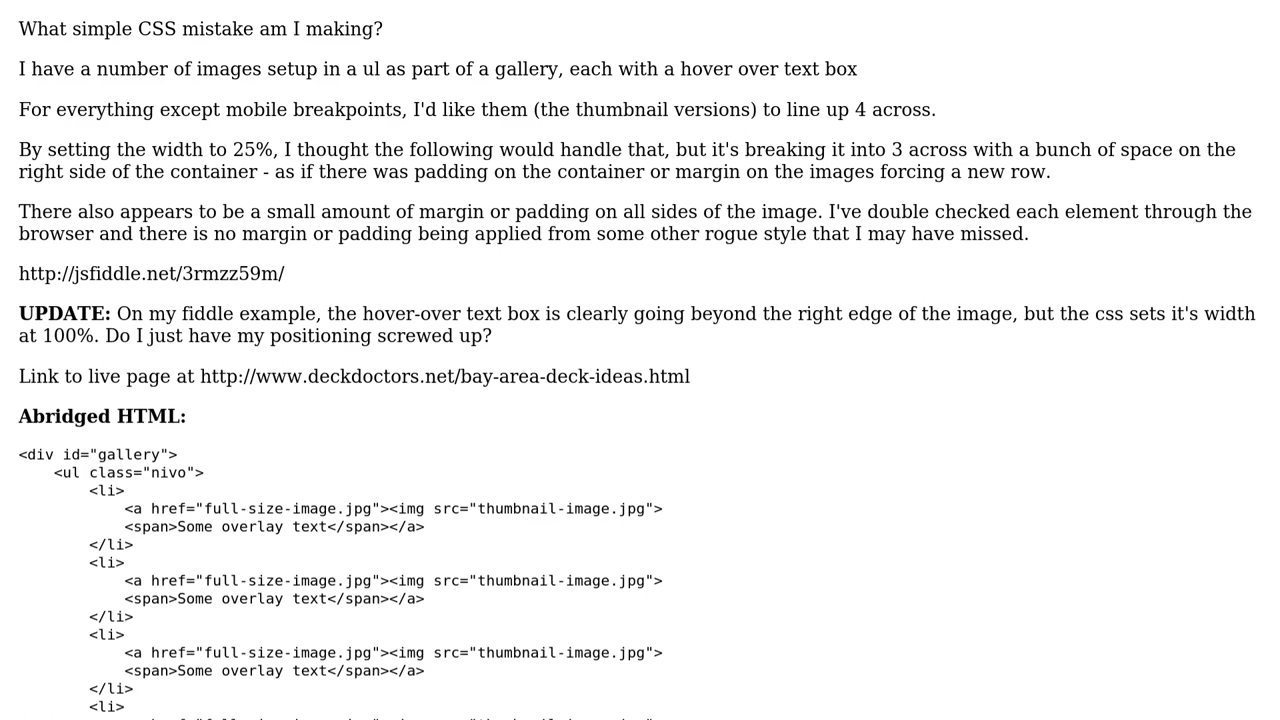 What simple CSS mistake am I making?
I have a number of images setup in a ul as part of a gallery, each with a hover over text box
For everything except mobile breakpoints, I'd like them (the thumbnail versions) to line up 4 across.
By setting the width to 25%, I thought the following would handle that, but it's breaking it into 3 across with a bunch of space on the
right side of the container - as if there was padding on the container or margin on the images forcing a new row.
There also appears to be a small amount of margin or padding on all sides of the image. I've double checked each element through the
browser and there is no margin or padding being applied from some other rogue style that I may have missed.
http://jsfiddle.net/3rmzz59m/
UPDATE: On my fiddle example, the hover-over text box is clearly going beyond the right edge of the image, but the css sets it's width
at 100%. Do I just have my positioning screwed up?
Link to live page at http://www.deckdoctors.net/bay-area-deck-ideas.html
Abridged HTML:
<div id="gallery">
    <ul class="nivo">
        <li>
            <a href="full-size-image.jpg"><img src="thumbnail-image.jpg">
            <span>Some overlay text</span></a>
        </li>
        <li>
            <a href="full-size-image.jpg"><img src="thumbnail-image.jpg">
            <span>Some overlay text</span></a>
        </li>
        <li>
            <a href="full-size-image.jpg"><img src="thumbnail-image.jpg">
            <span>Some overlay text</span></a>
        </li>
        <li>